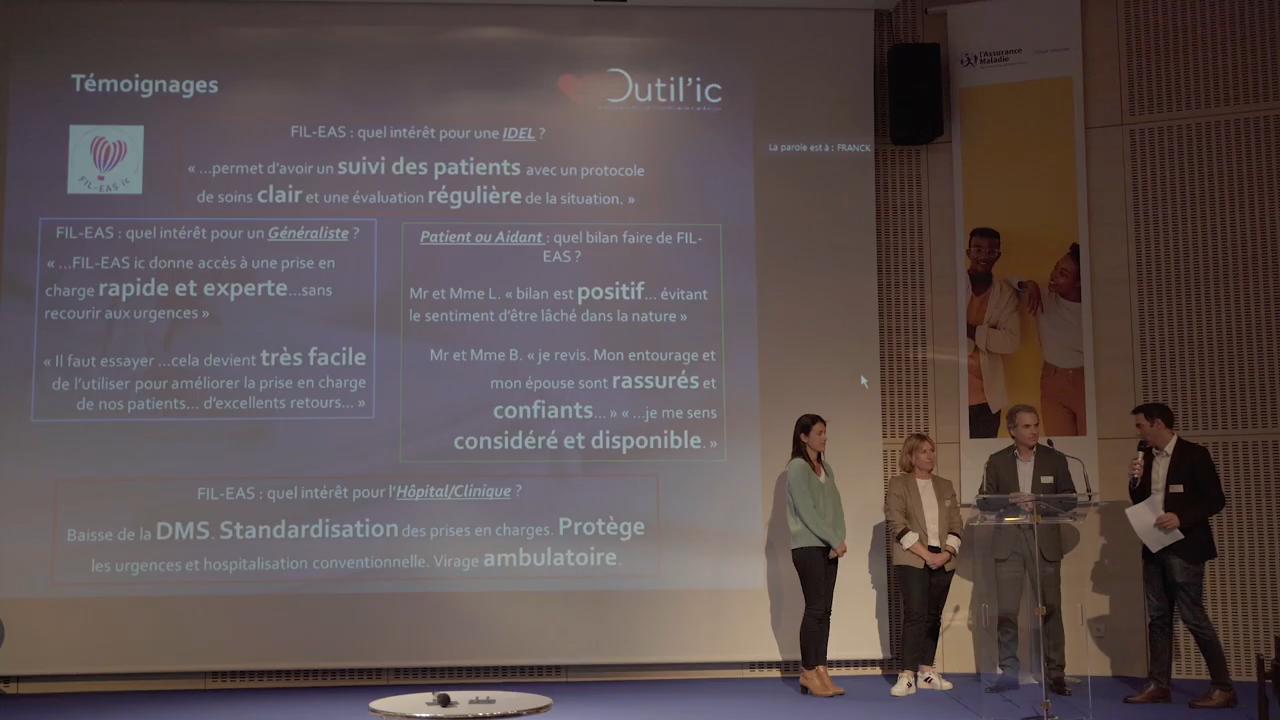 Témoignages
Outil'ic
FIL-EAS ic
FIL-EAS : quel intérêt pour une IDEL ?
« ...permet d'avoir un suivi des patients avec un protocole
de soins clair et une évaluation régulière de la situation. »
FIL-EAS : quel intérêt pour un Généraliste ?
« ...FIL-EAS ic donne accès à une prise en
charge rapide et experte...sans
recourir aux urgences »
« Il faut essayer ...cela devient très facile
de l'utiliser pour améliorer la prise en charge
de nos patients... d'excellents retours... »
Patient ou Aidant : quel bilan faire de FIL-
EAS ?
Mr et Mme L. « bilan est positif... évitant
le sentiment d'être lâché dans la nature »
Mr et Mme B. « je revis. Mon entourage et
mon épouse sont rassurés et
confiants... » « ...je me sens
considéré et disponible. »
FIL-EAS : quel intérêt pour l'Hôpital/Clinique ?
Baisse de la DMS. Standardisation des prises en charges. Protège
les urgences et hospitalisation conventionnelle. Virage ambulatoire.
La parole est à : FRANCK
l'Assurance
Maladie